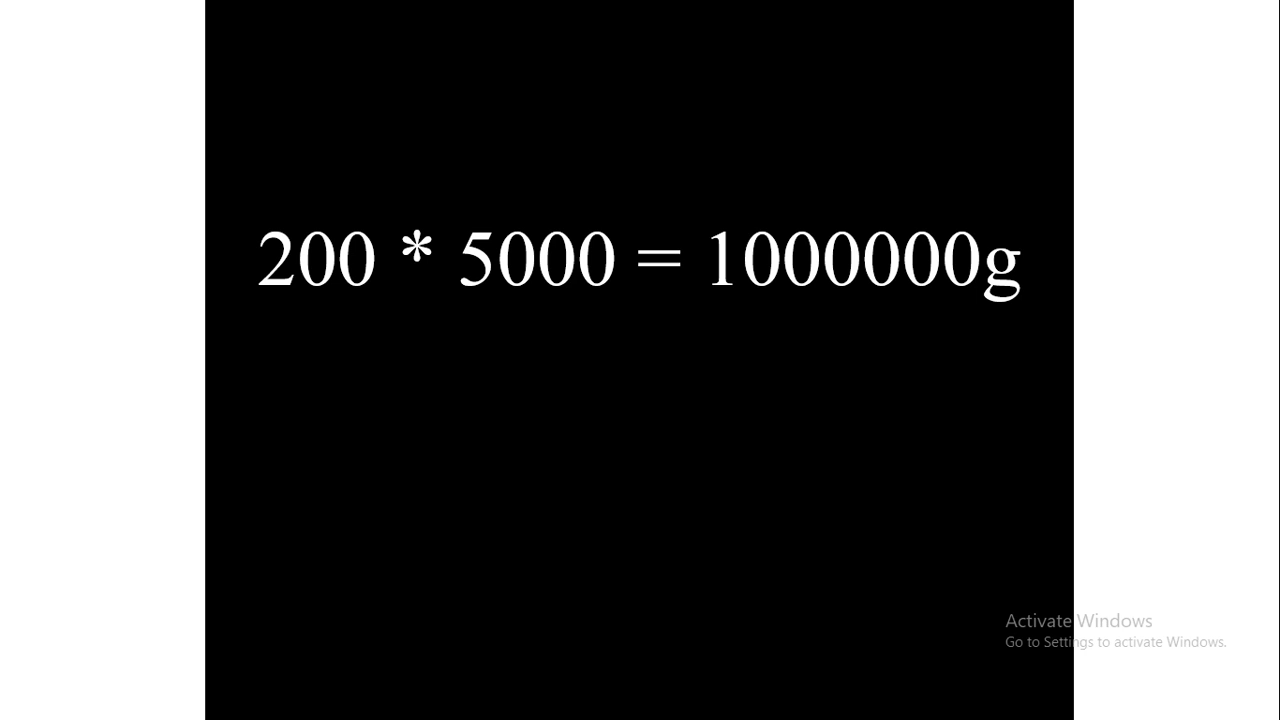 200 * 5000 = 1000000g
Activate Windows
Go to Settings to activate Windows.